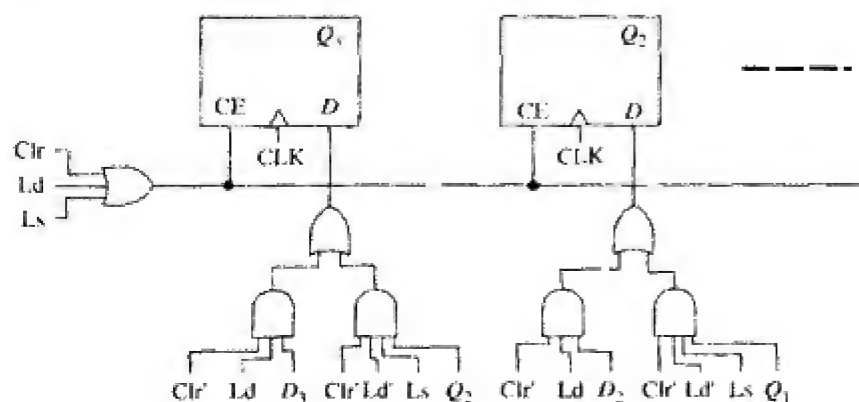 Q₃ Q₂
CE D CE D
Clr CLK CLK
Ld
Ls
Clr' Ld D₃ Clr' Ld' Ls Q₂ Clr' Ld D₂ Clr' Ld' Ls Q₁